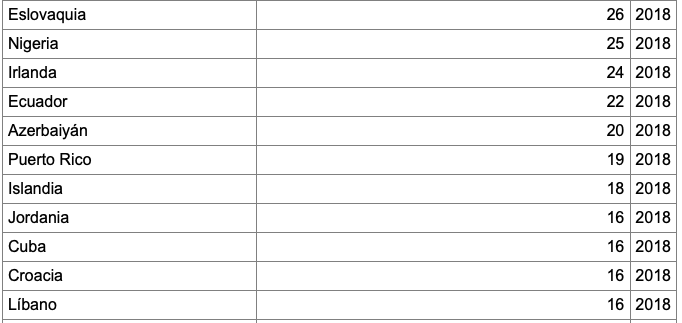 Eslovaquia 26 2018
Nigeria 25 2018
Irlanda 24 2018
Ecuador 22 2018
Azerbaiyán 20 2018
Puerto Rico 19 2018
Islandia 18 2018
Jordania 16 2018
Cuba 16 2018
Croacia 16 2018
Líbano 16 2018